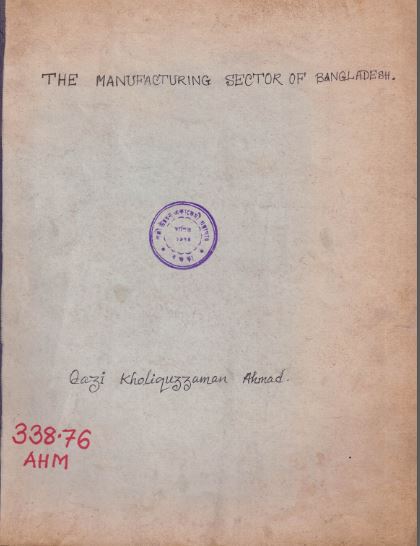 THE MANUFACTURING SECTOR OF BANGLADESH.
Qazi Kholiquzzaman Ahmad.
338.76
AHM